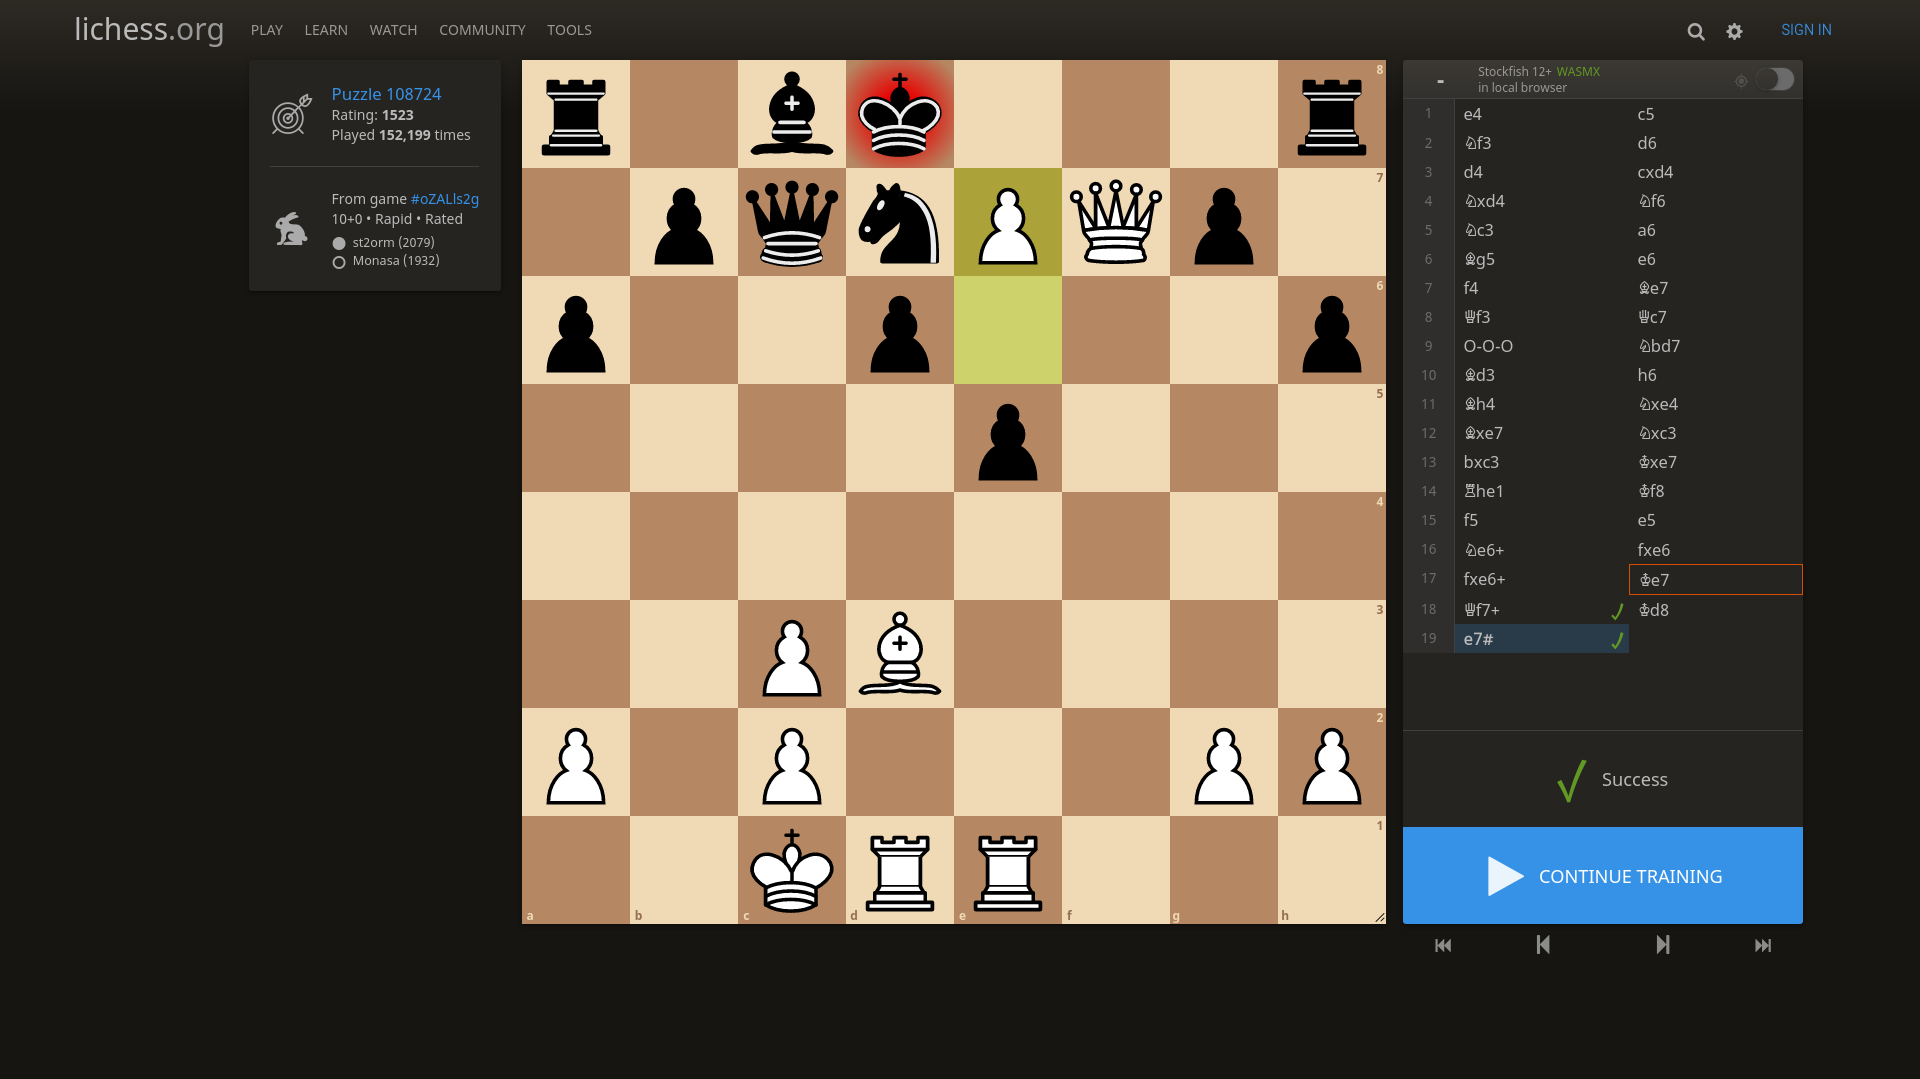 lichess.org PLAY LEARN WATCH COMMUNITY TOOLS SIGN IN
Puzzle 108724
Rating: 1523
Played 152,199 times
From game #oZALls2g
10+0 • Rapid • Rated
st2orm (2079)
Monasa (1932)
8
7
6
5
4
3
2
1
a b c d e f g h
-
Stockfish 12+ WASMX
in local browser
1 e4 c5
2 ♘f3 d6
3 d4 cxd4
4 ♘xd4 ♘f6
5 ♘c3 a6
6 ♗g5 e6
7 f4 ♗e7
8 ♕f3 ♕c7
9 O-O-O ♘bd7
10 ♗d3 h6
11 ♗h4 ♘xe4
12 ♗xe7 ♘xc3
13 bxc3 ♔xe7
14 ♖he1 ♔f8
15 f5 e5
16 ♘e6+ fxe6
17 fxe6+ ♔e7
18 ♕f7+ ♔d8
19 e7#
Success
CONTINUE TRAINING